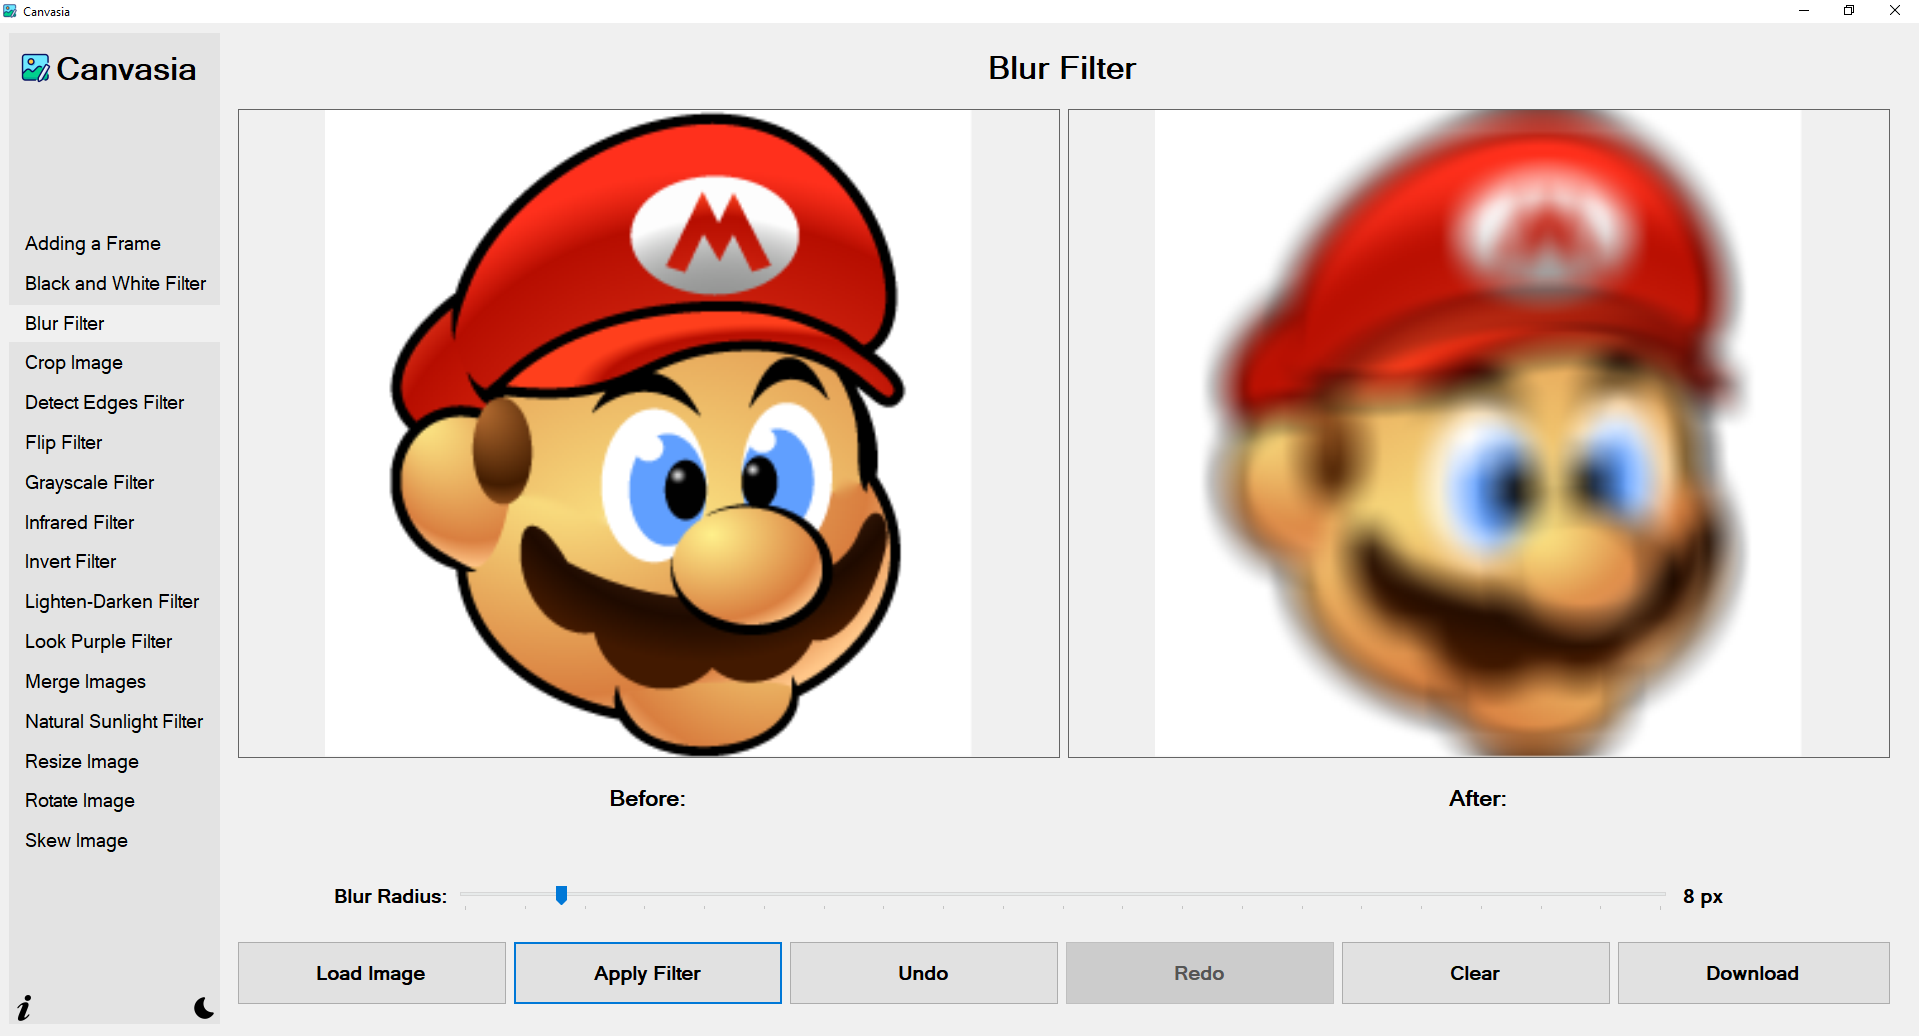 Canvasia
Canvasia
Blur Filter
Adding a Frame
Black and White Filter
Blur Filter
Crop Image
Detect Edges Filter
Flip Filter
Grayscale Filter
Infrared Filter
Invert Filter
Lighten-Darken Filter
Look Purple Filter
Merge Images
Natural Sunlight Filter
Resize Image
Rotate Image
Skew Image
M
M
Before:
After:
Blur Radius:
8 px
Load Image
Apply Filter
Undo
Redo
Clear
Download
i